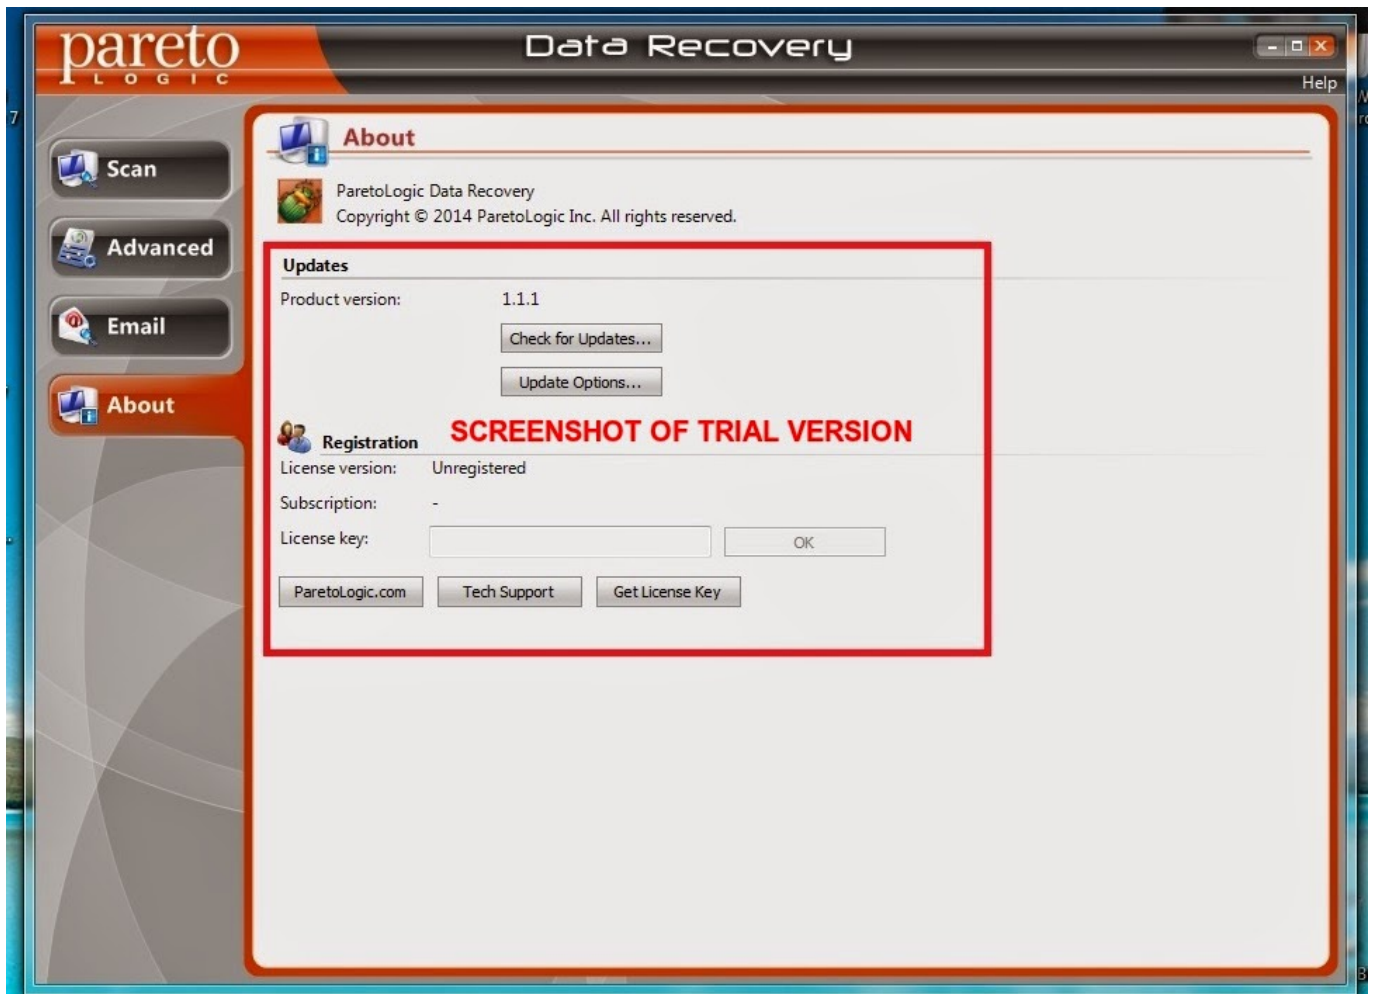 pareto
LOGIC
Data Recovery
Help
7
Scan
Advanced
Email
About
About
ParetoLogic Data Recovery
Copyright © 2014 ParetoLogic Inc. All rights reserved.
Updates
Product version: 1.1.1
Check for Updates...
Update Options...
SCREENSHOT OF TRIAL VERSION
Registration
License version: Unregistered
Subscription: -
License key: OK
ParetoLogic.com Tech Support Get License Key